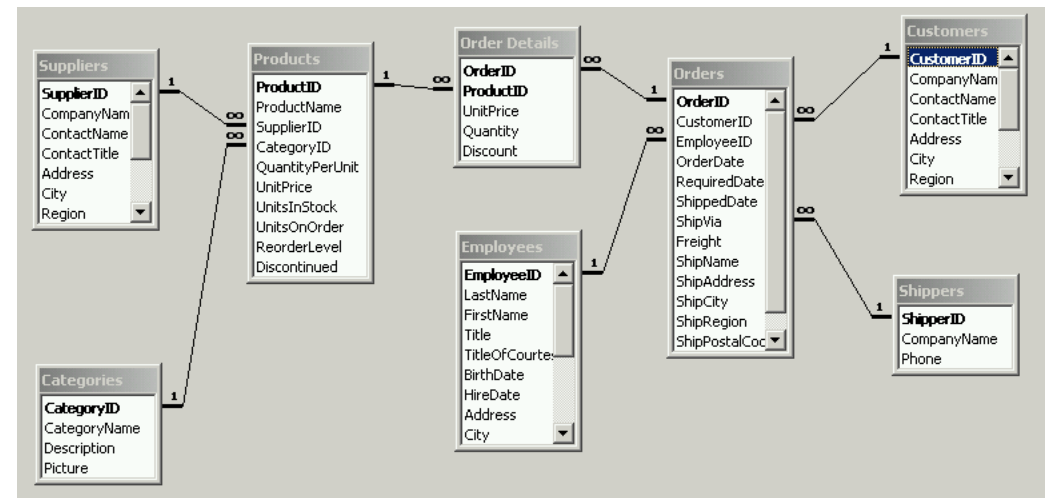 Suppliers
SupplierID
CompanyNam
ContactName
ContactTitle
Address
City
Region
1
∞
Products
ProductID
ProductName
SupplierID
CategoryID
QuantityPerUnit
UnitPrice
UnitsInStock
UnitsOnOrder
ReorderLevel
Discontinued
∞
1
∞
Order Details
OrderID
ProductID
UnitPrice
Quantity
Discount
∞
1
Orders
OrderID
CustomerID
EmployeeID
OrderDate
RequiredDate
ShippedDate
ShipVia
Freight
ShipName
ShipAddress
ShipCity
ShipRegion
ShipPostalCoc
∞
∞
∞
1
Customers
CustomerID
CompanyNam
ContactName
ContactTitle
Address
City
Region
Categories
CategoryID
CategoryName
Description
Picture
1
Employees
EmployeeID
LastName
FirstName
Title
TitleOfCourtes
BirthDate
HireDate
Address
City
1
1
Shippers
ShipperID
CompanyName
Phone